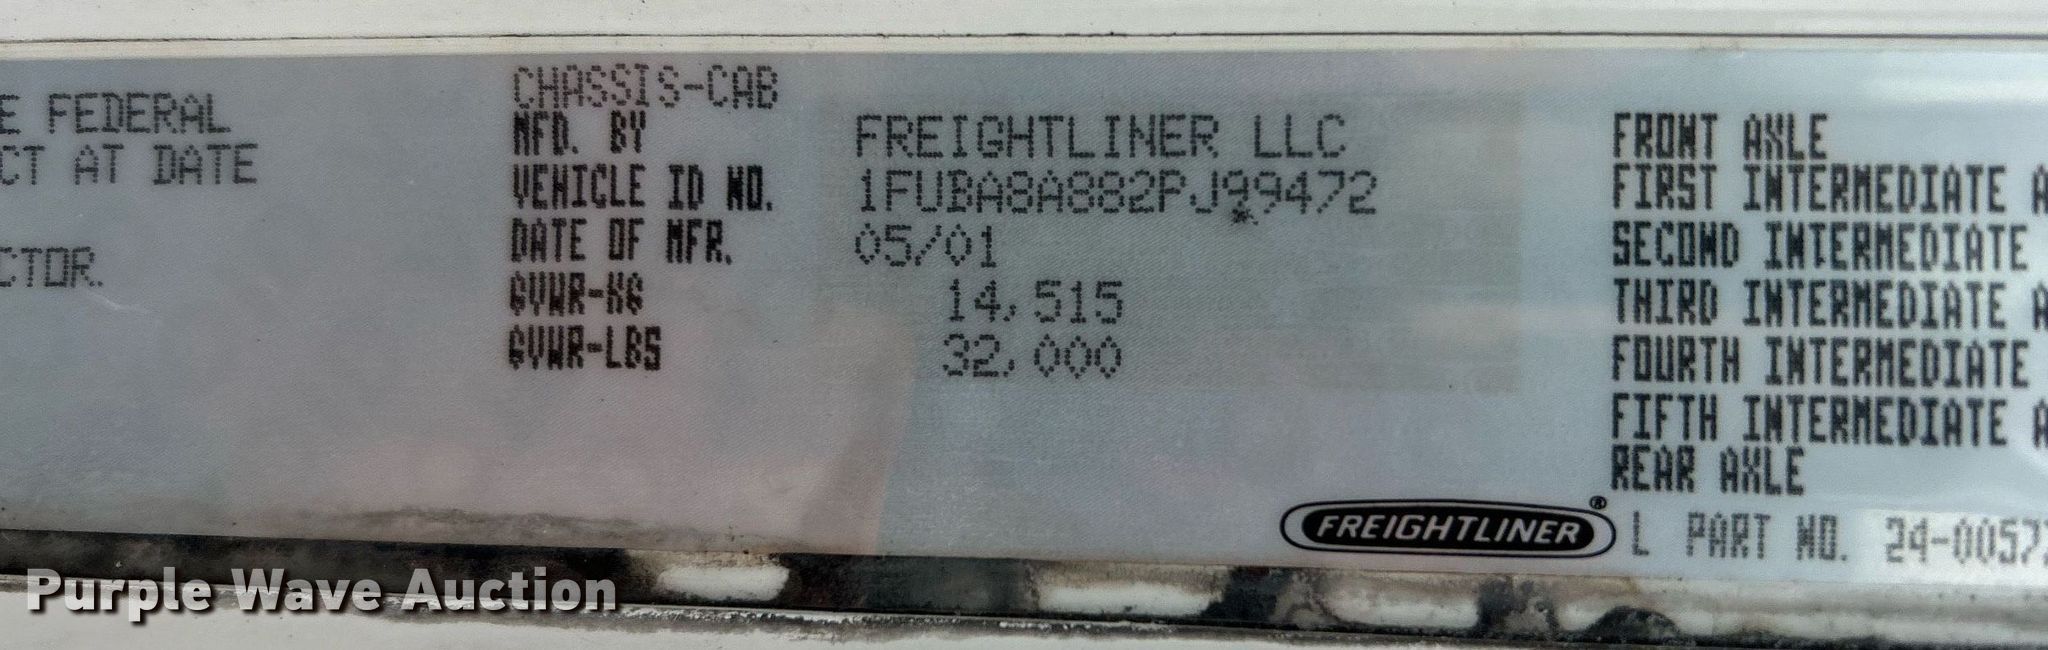 E FEDERAL
CT AT DATE
CTOR.
CHASSIS-CAB
MFD. BY FREIGHTLINER LLC
VEHICLE ID NO. 1FUBA8A882PJ99472
DATE OF MFR. 05/01
GVWR-KG 14,515
GVWR-LBS 32,000
FRONT AXLE
FIRST INTERMEDIATE A
SECOND INTERMEDIATE
THIRD INTERMEDIATE A
FOURTH INTERMEDIATE
FIFTH INTERMEDIATE A
REAR AXLE
FREIGHTLINER®
L PART NO. 24-0057
Purple Wave Auction